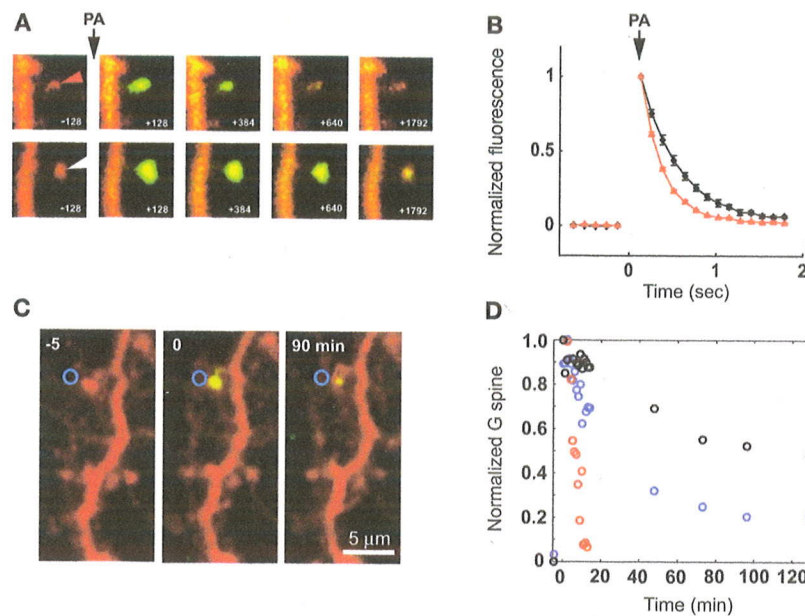 A
PA
-128
+128
+384
+640
+1792
-128
+128
+384
+640
+1792
B
PA
Normalized fluorescence
1
0.5
0
0
1
2
Time (sec)
C
-5
0
90 min
5 μm
D
Normalized G spine
1.0
0.8
0.6
0.4
0.2
0
0
20
40
60
80
100
120
Time (min)